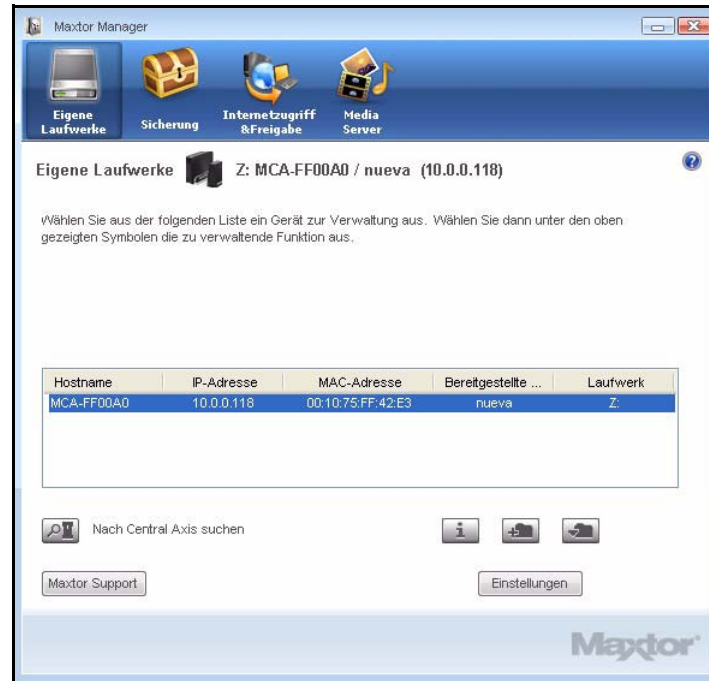 Maxtor Manager
Eigene Laufwerke
Sicherung
Internetzugriff &Freigabe
Media Server
Eigene Laufwerke Z: MCA-FF00A0 / nueva (10.0.0.118)
Wählen Sie aus der folgenden Liste ein Gerät zur Verwaltung aus. Wählen Sie dann unter den oben
gezeigten Symbolen die zu verwaltende Funktion aus.
Hostname IP-Adresse MAC-Adresse Bereitgestellte ... Laufwerk
MCA-FF00A0 10.0.0.118 00:10:75:FF:42:E3 nueva Z:
Nach Central Axis suchen
Maxtor Support
Einstellungen
Maxtor